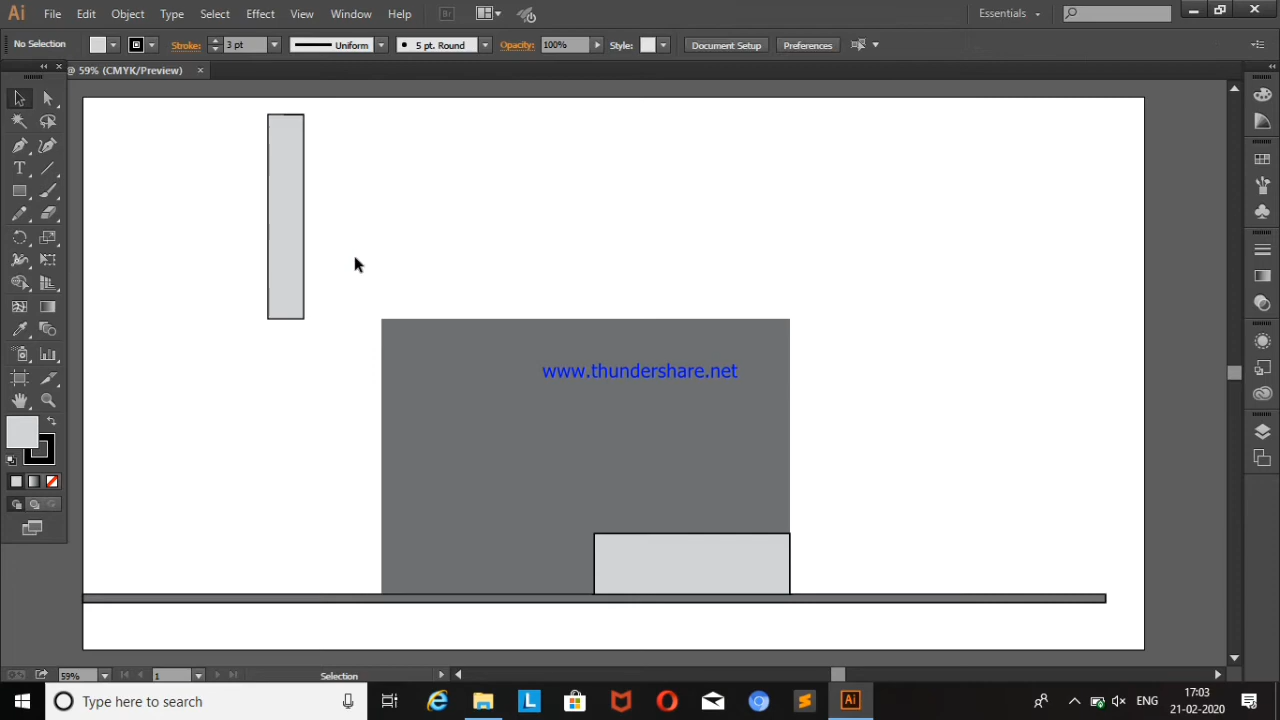 Ai File Edit Object Type Select Effect View Window Help Br Essentials
No Selection Stroke: 3 pt Uniform 5 pt. Round Opacity: 100% Style: Document Setup Preferences
@ 59% (CMYK/Preview) ×
www.thundershare.net
59% 1 Selection
Type here to search L Ai ENG 17:03
21-02-2020